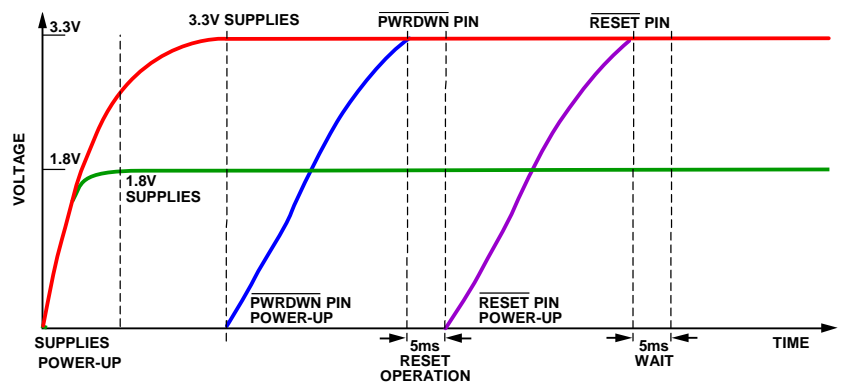 3.3V SUPPLIES
PWRDWN PIN
RESET PIN
3.3V
1.8V
VOLTAGE
1.8V
SUPPLIES
PWRDWN PIN
POWER-UP
RESET PIN
POWER-UP
SUPPLIES
POWER-UP
5ms
RESET
OPERATION
5ms
WAIT
TIME